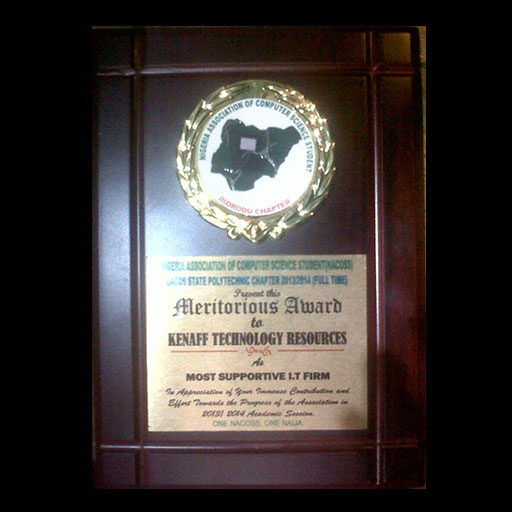 NIGERIA ASSOCIATION OF COMPUTER SCIENCE STUDENT
IKORODU CHAPTER
NIGERIA ASSOCIATION OF COMPUTER SCIENCE STUDENT(NACOSS)
LAGOS STATE POLYTECHNIC CHAPTER 2013/2014 (FULL TIME)
Present this
Meritorious Award
to
KENAFF TECHNOLOGY RESOURCES
As
MOST SUPPORTIVE I.T FIRM
In Appreciation of Your Immense Contribution and
Effort Towards the Progress of the Association in
2013/ 2014 Academic Session.
ONE NACOSS, ONE NAIJA